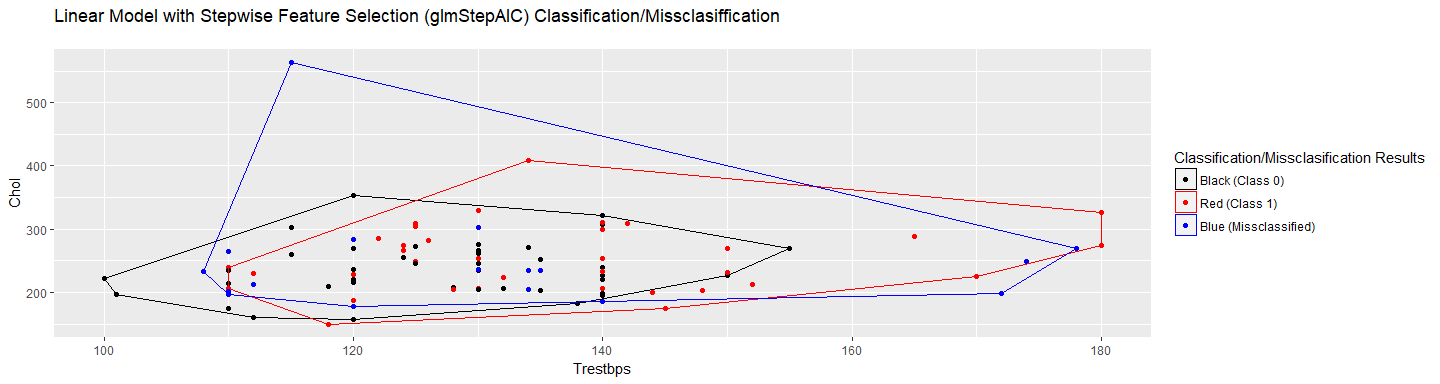 Linear Model with Stepwise Feature Selection (glmStepAIC) Classification/Missclasiffication
500
400
300
200
Chol
100
120
140
160
180
Trestbps
Classification/Missclasification Results
Black (Class 0)
Red (Class 1)
Blue (Missclassified)